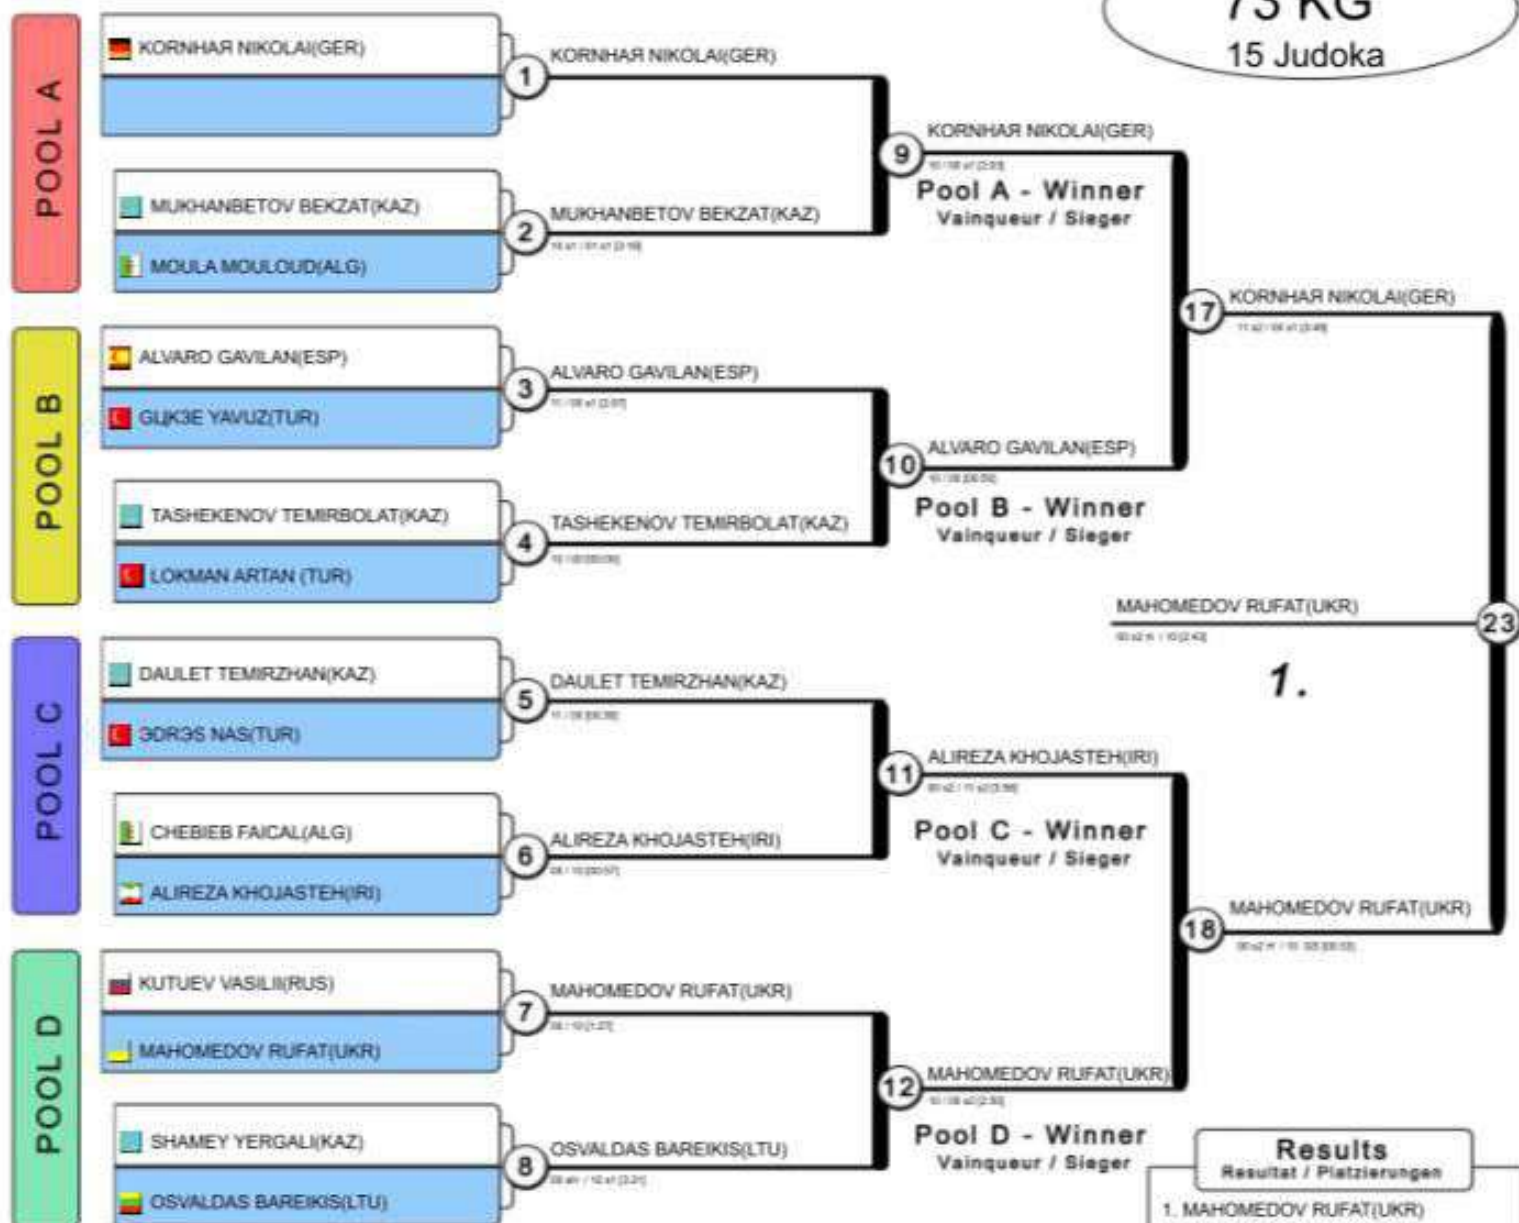 73 KG
15 Judoka
POOL A
KORNHAЯ NIKOLAI(GER)
MUKHANBETOV BEKZAT(KAZ)
MOULA MOULOUD(ALG)
POOL B
ALVARO GAVILAN(ESP)
GЦKЗE YAVUZ(TUR)
TASHEKENOV TEMIRBOLAT(KAZ)
LOKMAN ARTAN (TUR)
POOL C
DAULET TEMIRZHAN(KAZ)
ЭDRЭS NAS(TUR)
CHEBIEB FAICAL(ALG)
ALIREZA KHOJASTEH(IRI)
POOL D
KUTUEV VASILII(RUS)
MAHOMEDOV RUFAT(UKR)
SHAMEY YERGALI(KAZ)
OSVALDAS BAREIKIS(LTU)
1
KORNHAЯ NIKOLAI(GER)
2
MUKHANBETOV BEKZAT(KAZ)
3
ALVARO GAVILAN(ESP)
4
TASHEKENOV TEMIRBOLAT(KAZ)
5
DAULET TEMIRZHAN(KAZ)
6
ALIREZA KHOJASTEH(IRI)
7
MAHOMEDOV RUFAT(UKR)
8
OSVALDAS BAREIKIS(LTU)
9
KORNHAЯ NIKOLAI(GER)
Pool A - Winner
Vainqueur / Sieger
10
ALVARO GAVILAN(ESP)
Pool B - Winner
Vainqueur / Sieger
11
ALIREZA KHOJASTEH(IRI)
Pool C - Winner
Vainqueur / Sieger
12
MAHOMEDOV RUFAT(UKR)
Pool D - Winner
Vainqueur / Sieger
17
KORNHAЯ NIKOLAI(GER)
18
MAHOMEDOV RUFAT(UKR)
MAHOMEDOV RUFAT(UKR)
23
1.
Results
Resultat / Platzierungen
1. MAHOMEDOV RUFAT(UKR)